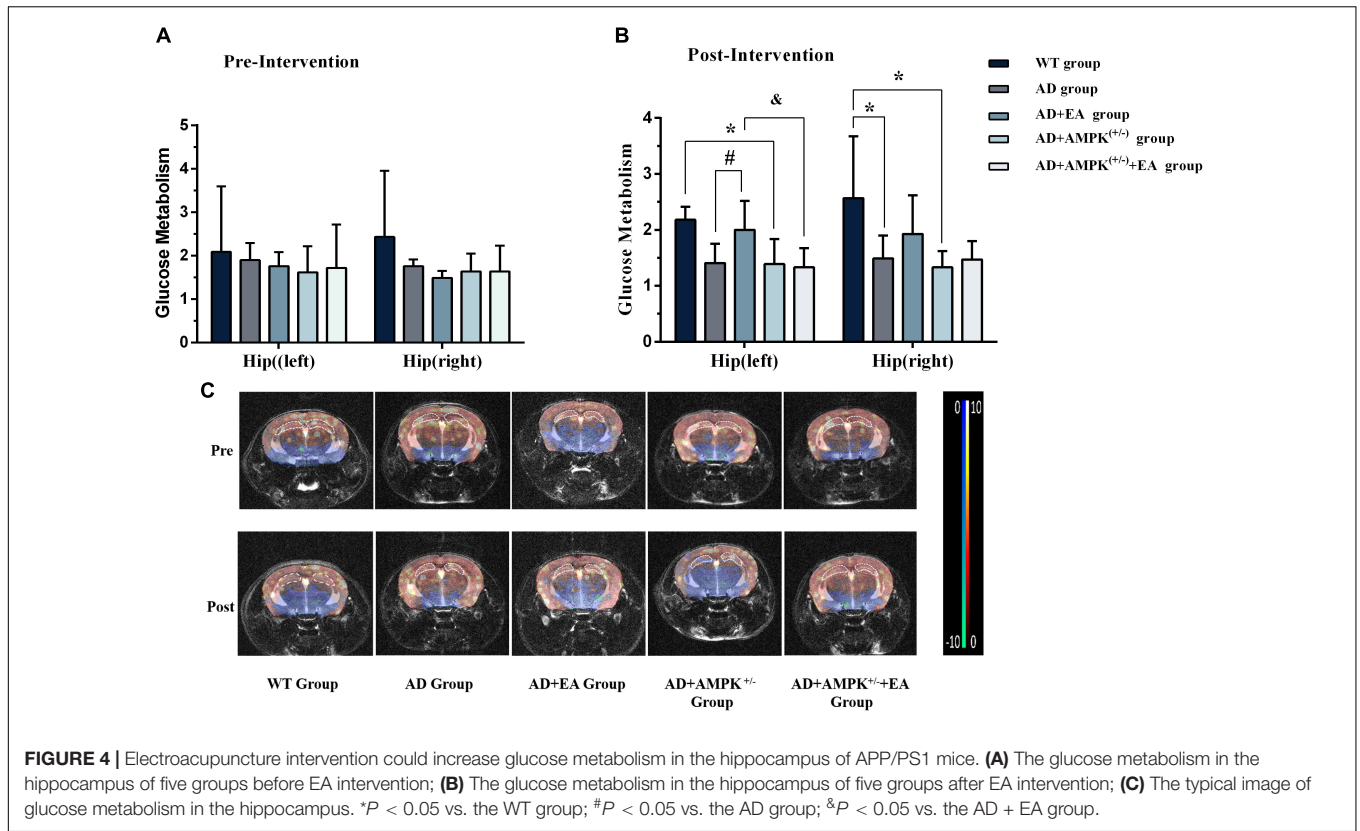 A
Pre-Intervention
Glucose Metabolism
5
4
3
2
1
0
Hip((left)
Hip(right)
B
Post-Intervention
Glucose Metabolism
4
3
2
1
0
*
#
&
*
*
Hip(left)
Hip(right)
WT group
AD group
AD+EA group
AD+AMPK(+/-) group
AD+AMPK(+/-)+EA group
C
Pre
Post
0 10
-10 0
WT Group
AD Group
AD+EA Group
AD+AMPK +/-
Group
AD+AMPK+/-+EA
Group
FIGURE 4 | Electroacupuncture intervention could increase glucose metabolism in the hippocampus of APP/PS1 mice. (A) The glucose metabolism in the
hippocampus of five groups before EA intervention; (B) The glucose metabolism in the hippocampus of five groups after EA intervention; (C) The typical image of
glucose metabolism in the hippocampus. *P < 0.05 vs. the WT group; #P < 0.05 vs. the AD group; &P < 0.05 vs. the AD + EA group.